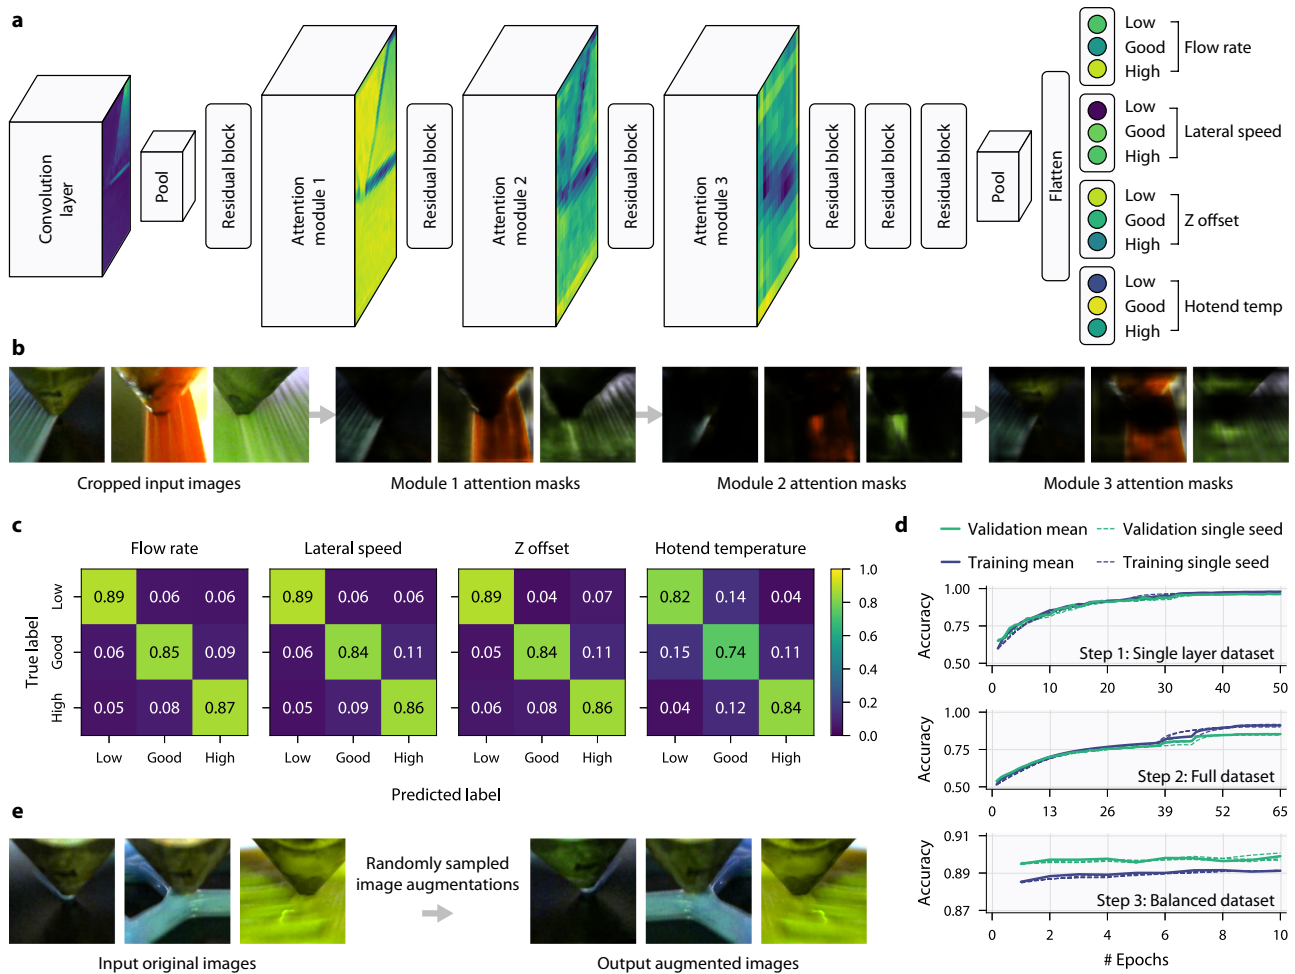 a
Convolution
layer
Pool
Residual block
Attention
module 1
Residual block
Attention
module 2
Residual block
Attention
module 3
Residual block
Residual block
Residual block
Pool
Flatten
Low
Good
High
Flow rate
Low
Good
High
Lateral speed
Low
Good
High
Z offset
Low
Good
High
Hotend temp
b
Cropped input images
Module 1 attention masks
Module 2 attention masks
Module 3 attention masks
c
Flow rate
Lateral speed
Z offset
Hotend temperature
True label
Low
Good
High
0.89 0.06 0.06
0.06 0.85 0.09
0.05 0.08 0.87
Low Good High
0.89 0.06 0.06
0.06 0.84 0.11
0.05 0.09 0.86
Low Good High
0.89 0.04 0.07
0.05 0.84 0.11
0.06 0.08 0.86
Low Good High
0.82 0.14 0.04
0.15 0.74 0.11
0.04 0.12 0.84
Low Good High
1.0
0.8
0.6
0.4
0.2
0.0
Predicted label
d
Validation mean
Validation single seed
Training mean
Training single seed
Accuracy
1.00
0.75
0.50
Step 1: Single layer dataset
0 10 20 30 40 50
Accuracy
1.00
0.75
0.50
Step 2: Full dataset
0 13 26 39 52 65
Accuracy
0.91
0.89
0.87
Step 3: Balanced dataset
0 2 4 6 8 10
# Epochs
e
Input original images
Randomly sampled
image augmentations
Output augmented images